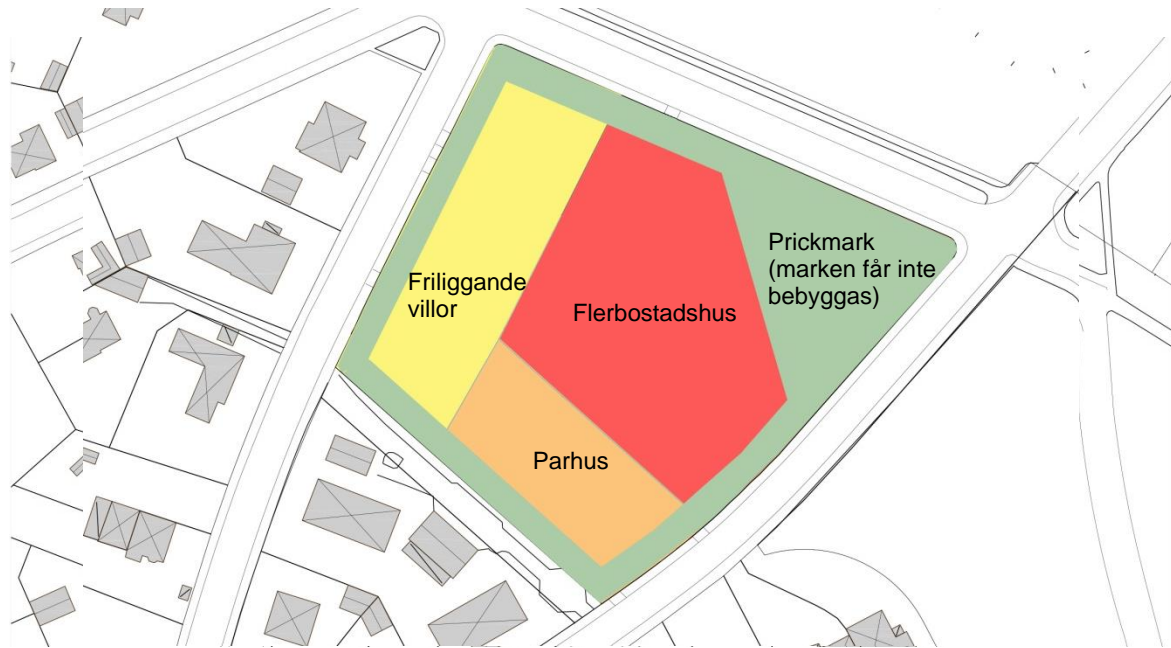 Prickmark
(marken får inte
bebyggas)
Friliggande
villor
Flerbostadshus
Parhus